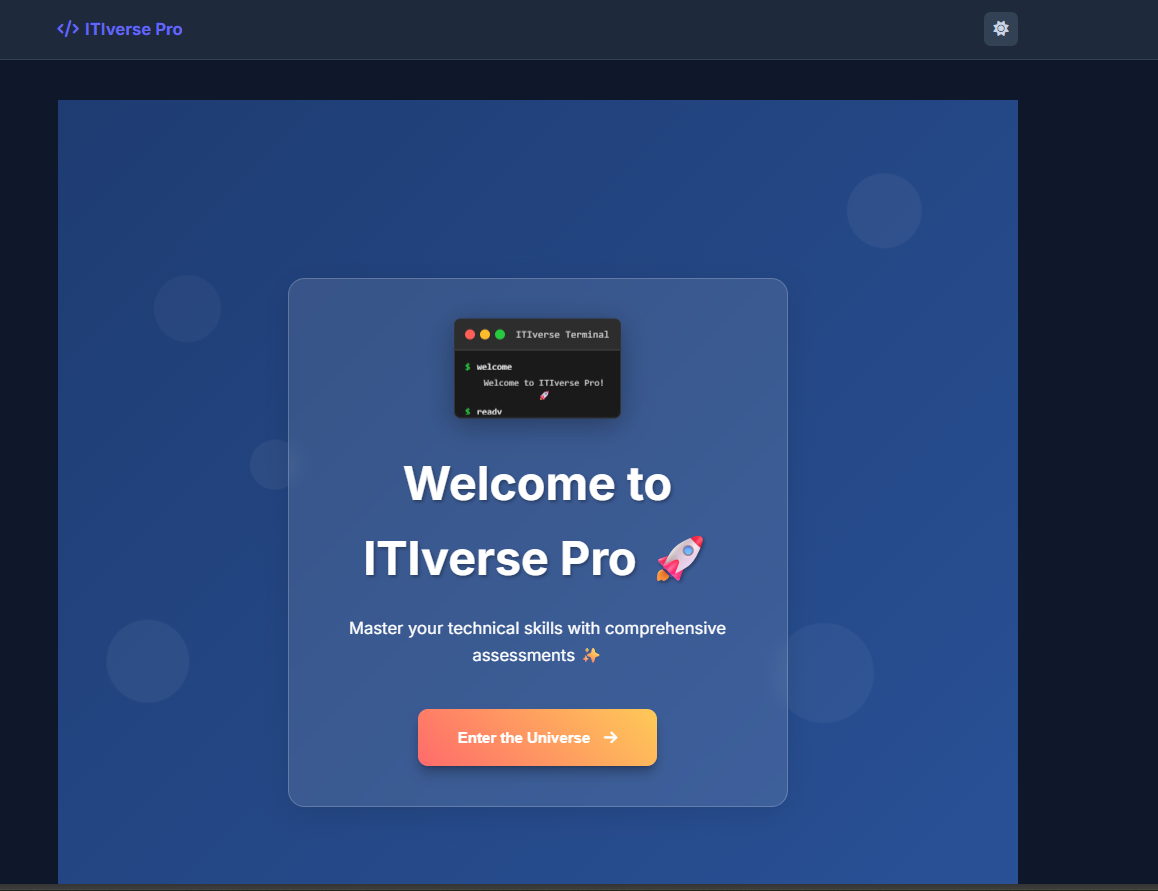 </> ITIverse Pro
ITIverse Terminal
$ welcome
Welcome to ITIverse Pro!
🚀
$ ready
Welcome to
ITIverse Pro 🚀
Master your technical skills with comprehensive
assessments ✨
Enter the Universe →